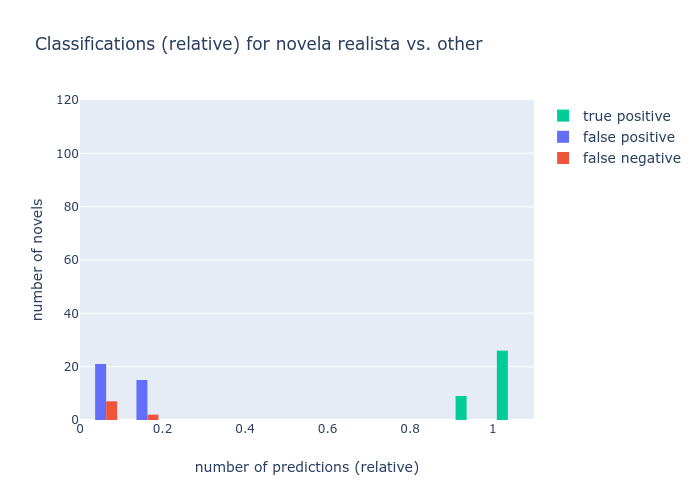 Classifications (relative) for novela realista vs. other
120
100
80
60
40
20
0
0
0.2
0.4
0.6
0.8
1
number of novels
number of predictions (relative)
true positive
false positive
false negative